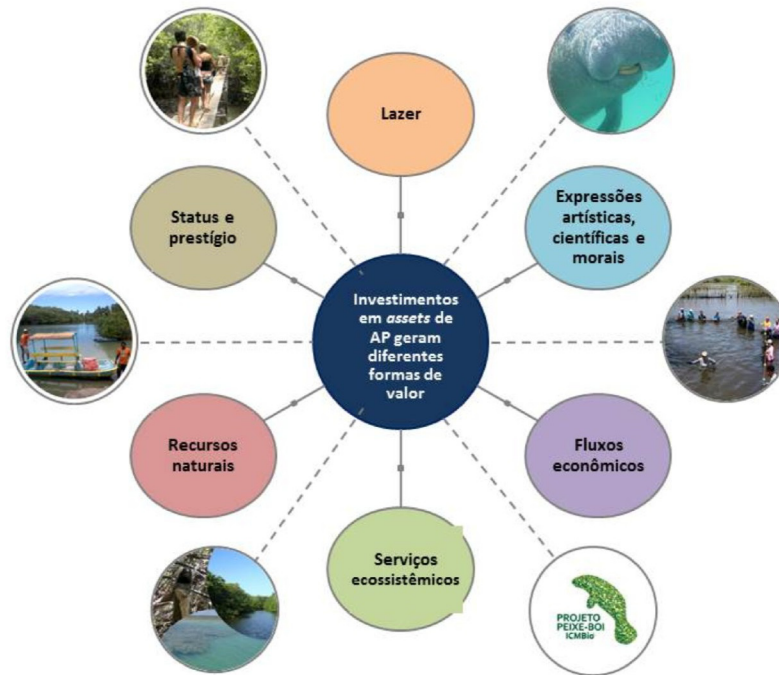 Lazer
Status e
prestígio
Expressões
artísticas,
científicas e
morais
Investimentos
em assets de
AP geram
diferentes
formas de
valor
Recursos
naturais
Fluxos
econômicos
Serviços
ecossistêmicos
PROJETO
PEIXE-BOI
ICMBio